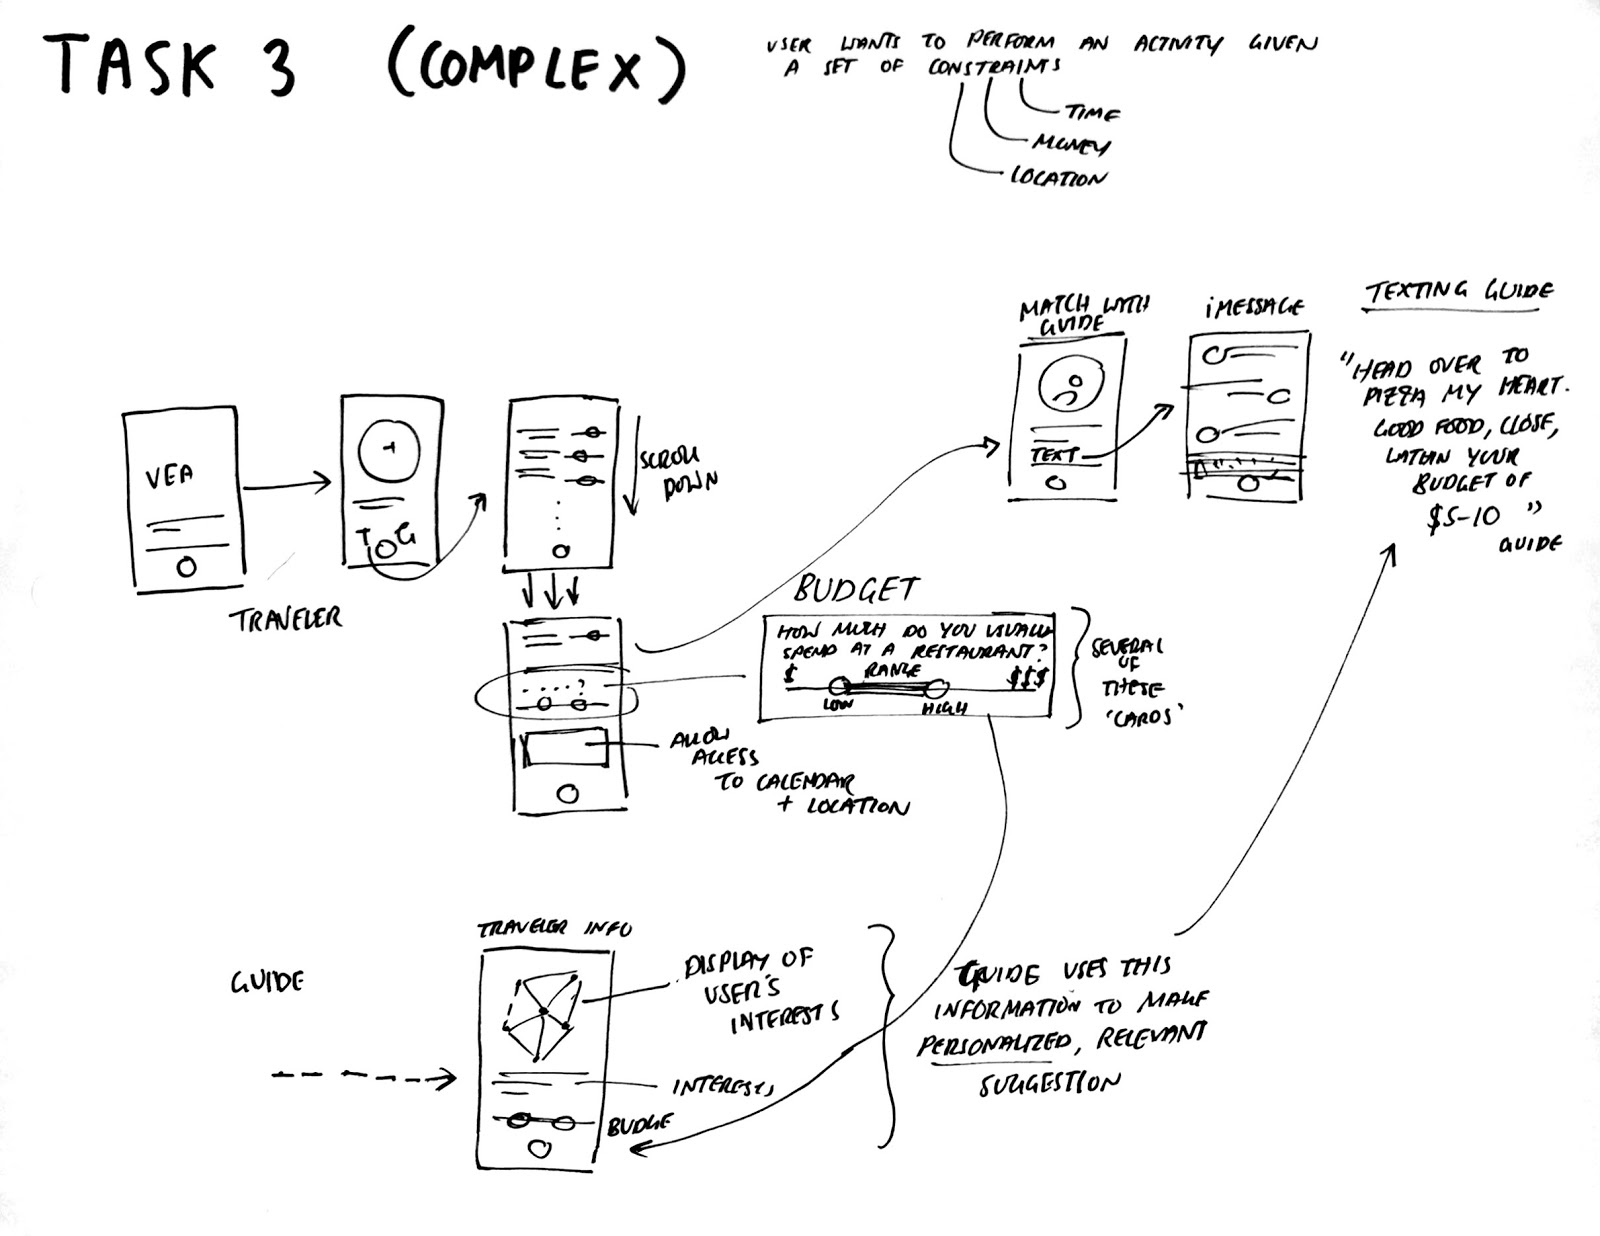 TASK 3 (COMPLEX)
USER WANTS TO PERFORM AN ACTIVITY GIVEN
A SET OF CONSTRAINTS
TIME
MONEY
LOCATION
MATCH WITH
GUIDE
TEXT
iMESSAGE
TEXTING GUIDE
"HEAD OVER TO
PIZZA MY HEART.
GOOD FOOD, CLOSE,
WITHIN YOUR
BUDGET OF
$5-10"
GUIDE
VEA
+
T G
TRAVELER
SCROLL
DOWN
....?
BUDGET
HOW MUCH DO YOU USUALLY
SPEND AT A RESTAURANT?
$ RANGE $$$
LOW HIGH
SEVERAL
OF
THESE
'CARDS'
ALLOW
ACCESS
TO CALENDAR
+ LOCATION
GUIDE
TRAVELER INFO
DISPLAY OF
USER'S
INTERESTS
INTERESTS
BUDGE
GUIDE USES THIS
INFORMATION TO MAKE
PERSONALIZED, RELEVANT
SUGGESTION